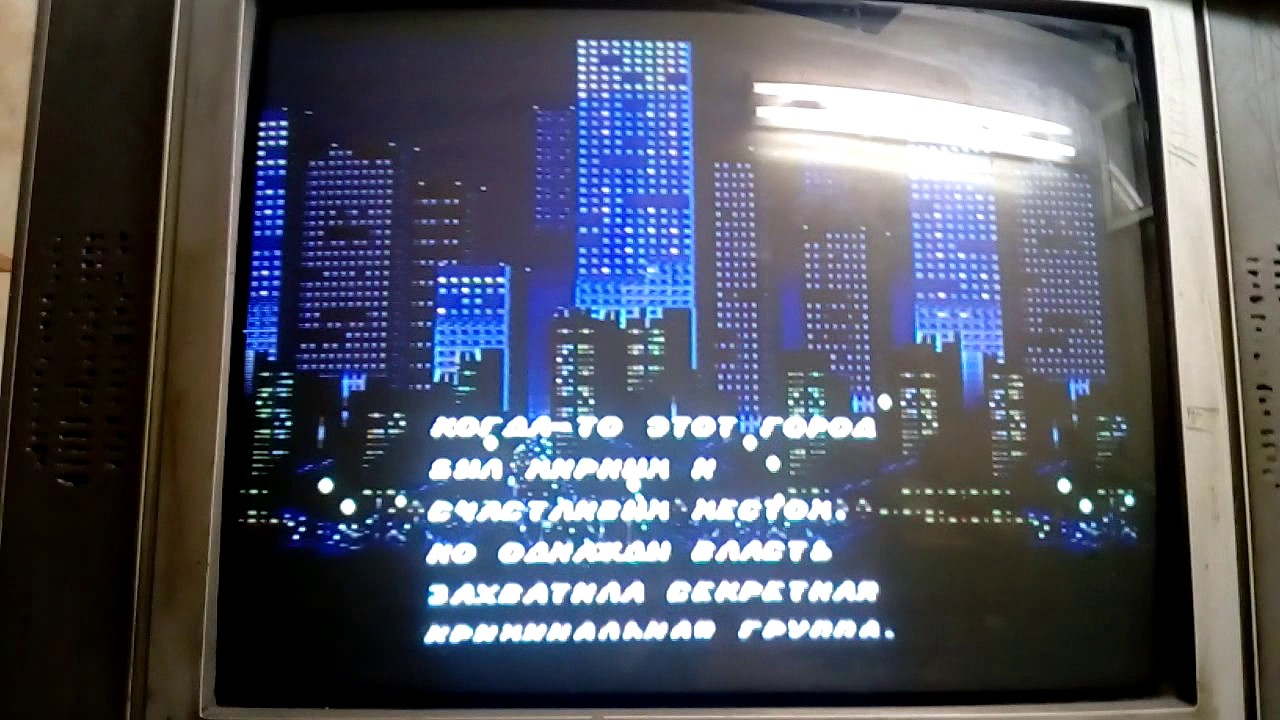 КОГДА-ТО ЭТОТ ГОРОД
БЫЛ МИРНЫМ И
СЧАСТЛИВЫМ МЕСТОМ.
НО ОДНАЖДЫ ВЛАСТЬ
ЗАХВАТИЛА СЕКРЕТНАЯ
КРИМИНАЛЬНАЯ ГРУППА.